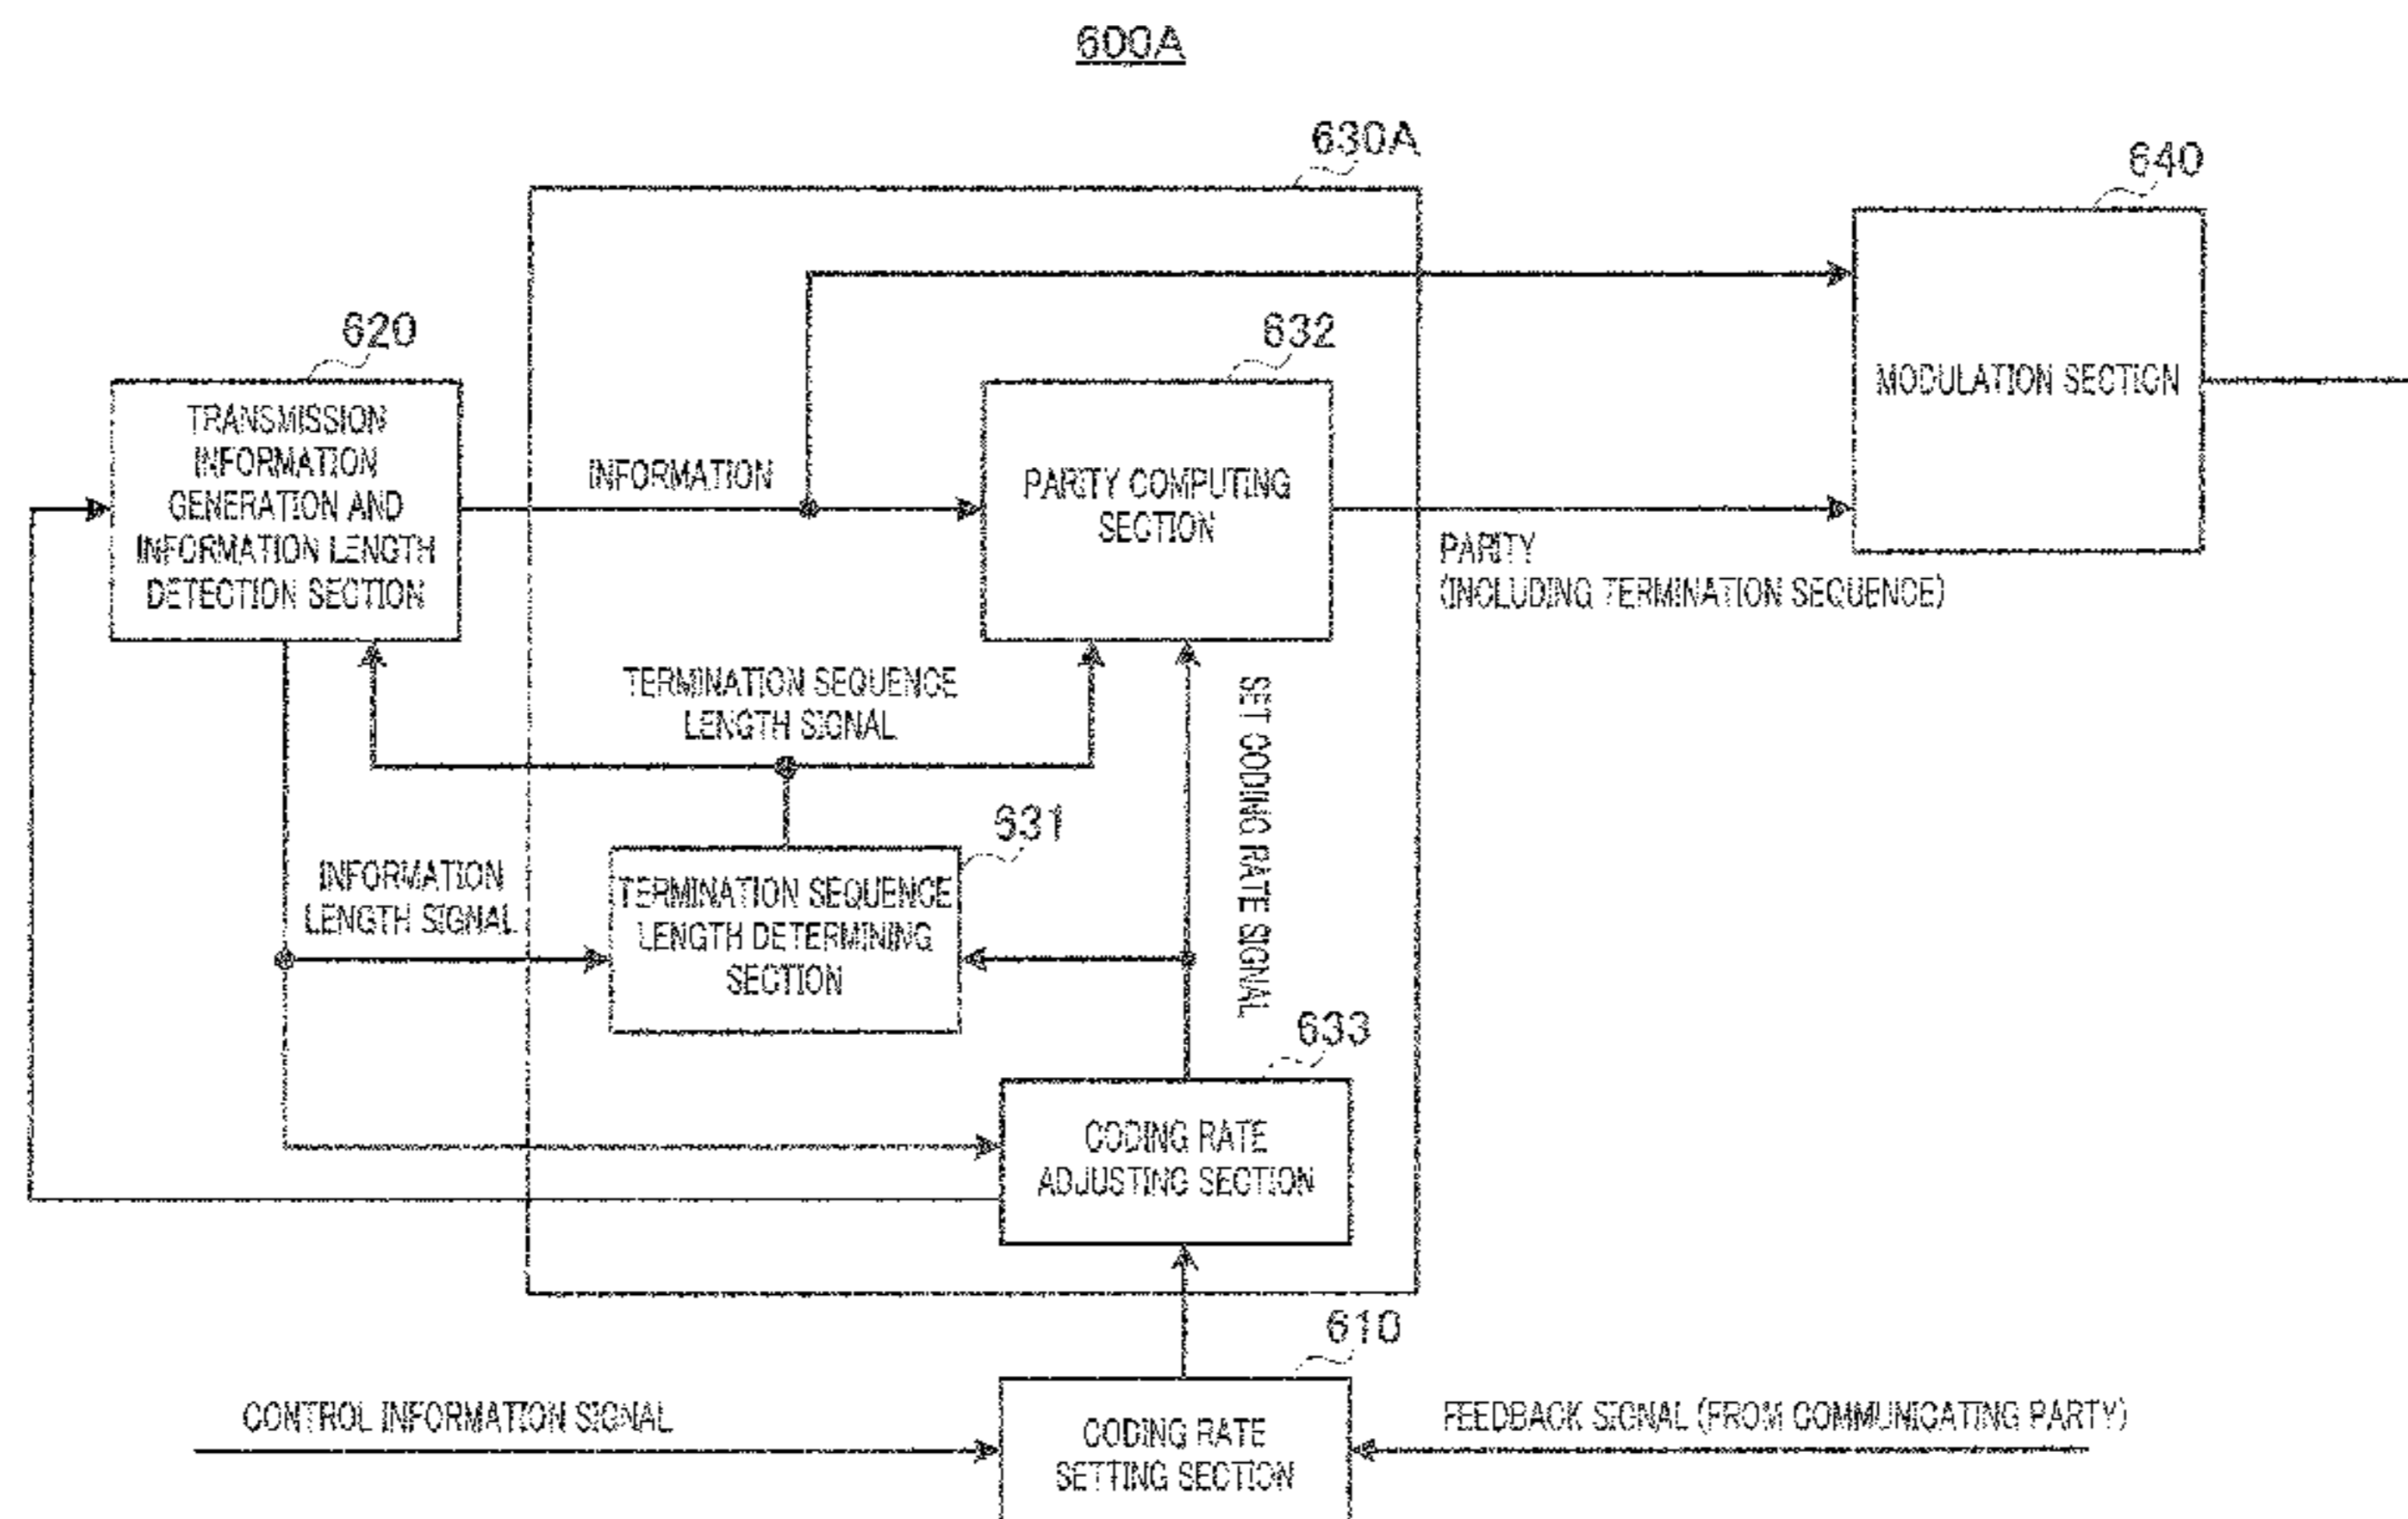 600A
630A
640
620
632
TRANSMISSION
INFORMATION
GENERATION AND
INFORMATION LENGTH
DETECTION SECTION
INFORMATION
PARITY COMPUTING
SECTION
MODULATION SECTION
PARITY
(INCLUDING TERMINATION SEQUENCE)
TERMINATION SEQUENCE
LENGTH SIGNAL
SET CODING RATE SIGNAL
631
INFORMATION
LENGTH SIGNAL
TERMINATION SEQUENCE
LENGTH DETERMINING
SECTION
633
CODING RATE
ADJUSTING SECTION
610
CONTROL INFORMATION SIGNAL
CODING RATE
SETTING SECTION
FEEDBACK SIGNAL (FROM COMMUNICATING PARTY)